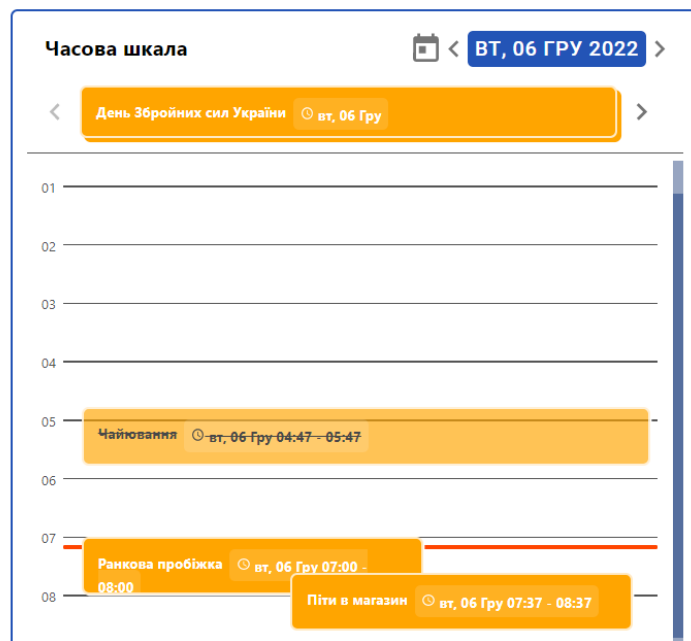 Часова шкала
ВТ, 06 ГРУ 2022
День Збройних сил України вт, 06 Гру
01
02
03
04
05
Чайювання вт, 06 Гру 04:47 - 05:47
06
07
Ранкова пробіжка вт, 06 Гру 07:00 -
08:00
Піти в магазин вт, 06 Гру 07:37 - 08:37
08